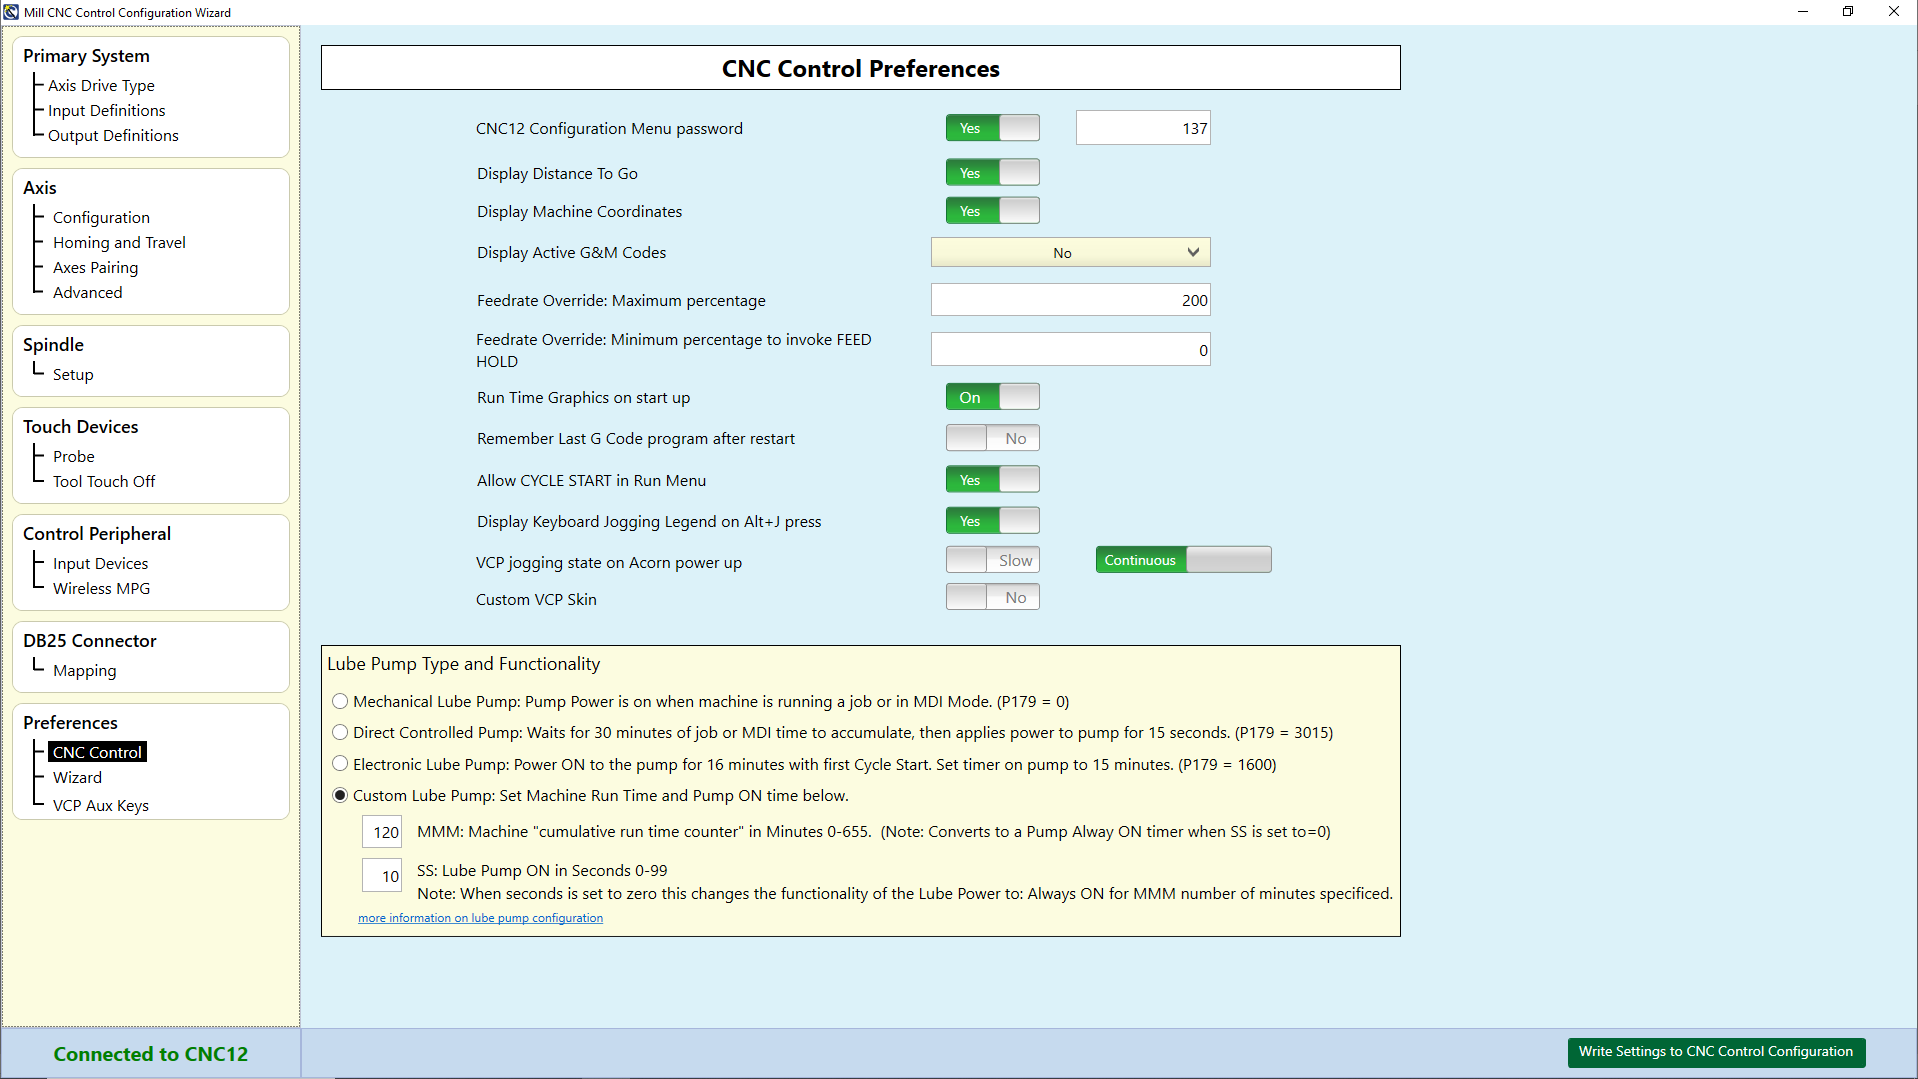 Mill CNC Control Configuration Wizard
Primary System
Axis Drive Type
Input Definitions
Output Definitions
Axis
Configuration
Homing and Travel
Axes Pairing
Advanced
Spindle
Setup
Touch Devices
Probe
Tool Touch Off
Control Peripheral
Input Devices
Wireless MPG
DB25 Connector
Mapping
Preferences
CNC Control
Wizard
VCP Aux Keys
Connected to CNC12
CNC Control Preferences
CNC12 Configuration Menu password Yes 137
Display Distance To Go Yes
Display Machine Coordinates Yes
Display Active G&M Codes No
Feedrate Override: Maximum percentage 200
Feedrate Override: Minimum percentage to invoke FEED
HOLD 0
Run Time Graphics on start up On
Remember Last G Code program after restart No
Allow CYCLE START in Run Menu Yes
Display Keyboard Jogging Legend on Alt+J press Yes
VCP jogging state on Acorn power up Slow Continuous
Custom VCP Skin No
Lube Pump Type and Functionality
Mechanical Lube Pump: Pump Power is on when machine is running a job or in MDI Mode. (P179 = 0)
Direct Controlled Pump: Waits for 30 minutes of job or MDI time to accumulate, then applies power to pump for 15 seconds. (P179 = 3015)
Electronic Lube Pump: Power ON to the pump for 16 minutes with first Cycle Start. Set timer on pump to 15 minutes. (P179 = 1600)
Custom Lube Pump: Set Machine Run Time and Pump ON time below.
120 MMM: Machine "cumulative run time counter" in Minutes 0-655. (Note: Converts to a Pump Alway ON timer when SS is set to=0)
10 SS: Lube Pump ON in Seconds 0-99
Note: When seconds is set to zero this changes the functionality of the Lube Power to: Always ON for MMM number of minutes specificed.
more information on lube pump configuration
Write Settings to CNC Control Configuration